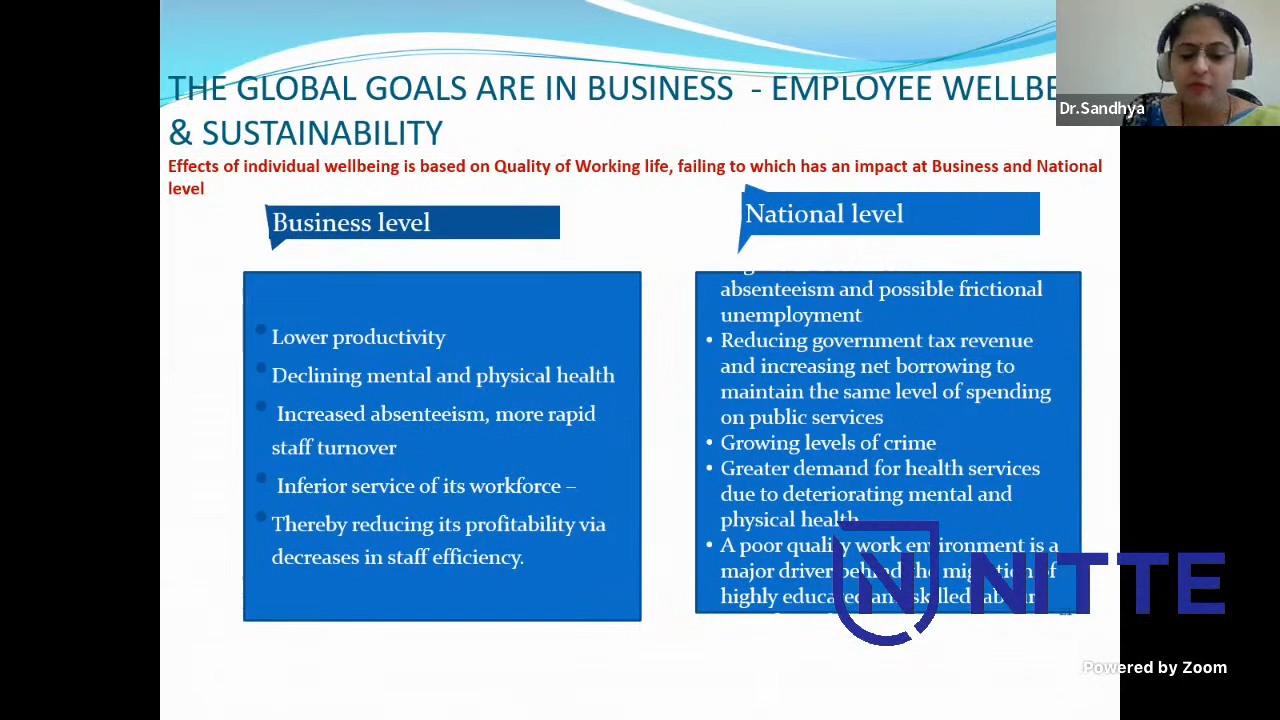 THE GLOBAL GOALS ARE IN BUSINESS - EMPLOYEE
& SUSTAINABILITY
Effects of individual wellbeing is based on Quality of Working life, failing to which has an impact at Business and National
level
Business level
Lower productivity
Declining mental and physical health
Increased absenteeism, more rapid
staff turnover
Inferior service of its workforce –
Thereby reducing its profitability via
decreases in staff efficiency.
National level
absenteeism and possible frictional
unemployment
• Reducing government tax revenue
and increasing net borrowing to
maintain the same level of spending
on public services
• Growing levels of crime
• Greater demand for health services
due to deteriorating mental and
physical health
• A poor quality work environment is a
major driver behind the migration of
highly educated and skilled
Dr.Sandhya
N NITTE
Powered by Zoom